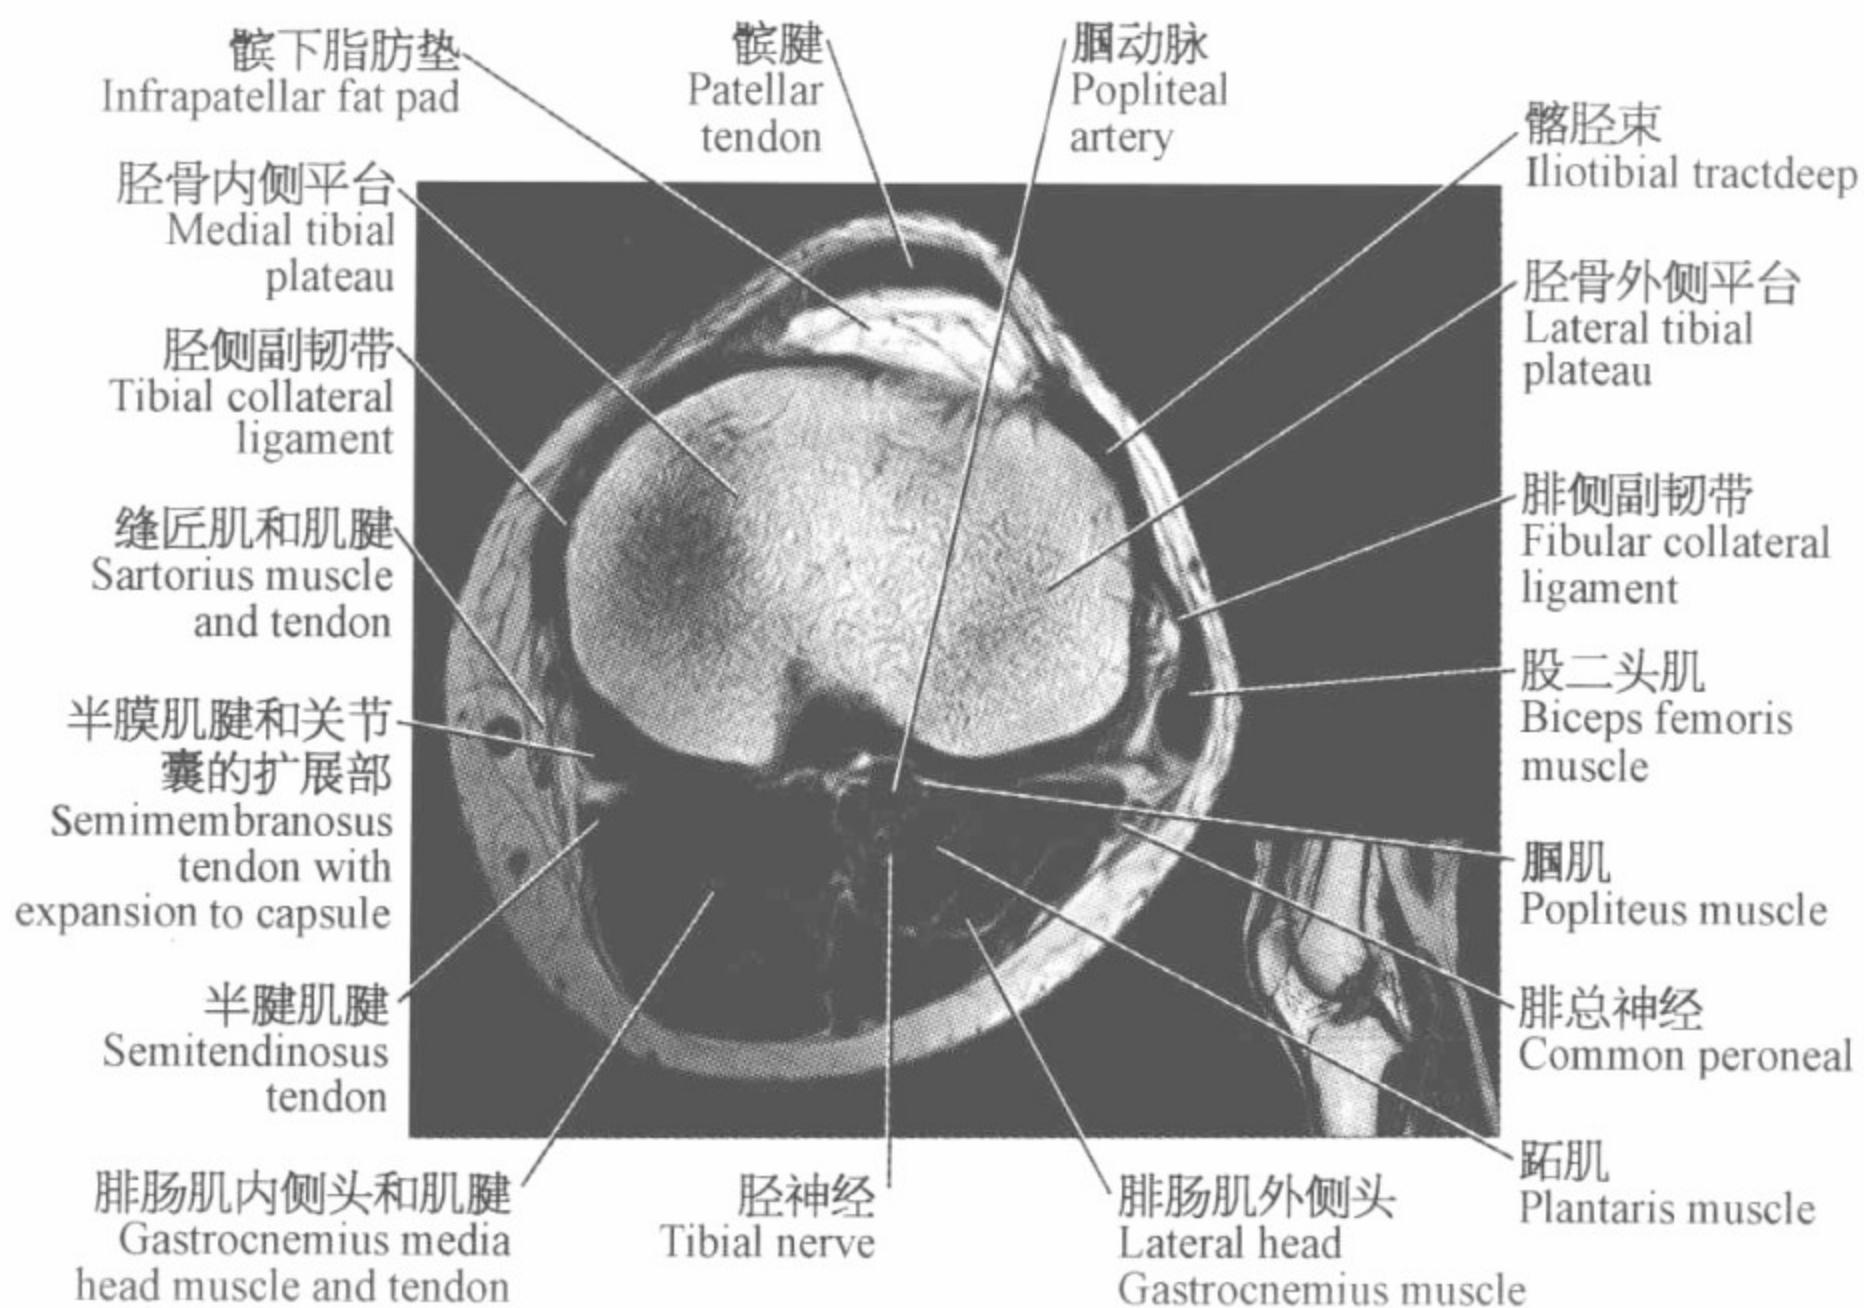 髌下脂肪垫
Infrapatellar fat pad
髌腱
Patellar
tendon
腘动脉
Popliteal
artery
髂胫束
Iliotibial tractdeep
胫骨内侧平台
Medial tibial
plateau
胫骨外侧平台
Lateral tibial
plateau
胫侧副韧带
Tibial collateral
ligament
腓侧副韧带
Fibular collateral
ligament
缝匠肌和肌腱
Sartorius muscle
and tendon
股二头肌
Biceps femoris
muscle
半膜肌腱和关节
囊的扩展部
Semimembranosus
tendon with
expansion to capsule
腘肌
Popliteus muscle
半腱肌腱
Semitendinosus
tendon
腓总神经
Common peroneal
跖肌
Plantaris muscle
腓肠肌内侧头和肌腱
Gastrocnemius media
head muscle and tendon
胫神经
Tibial nerve
腓肠肌外侧头
Lateral head
Gastrocnemius muscle